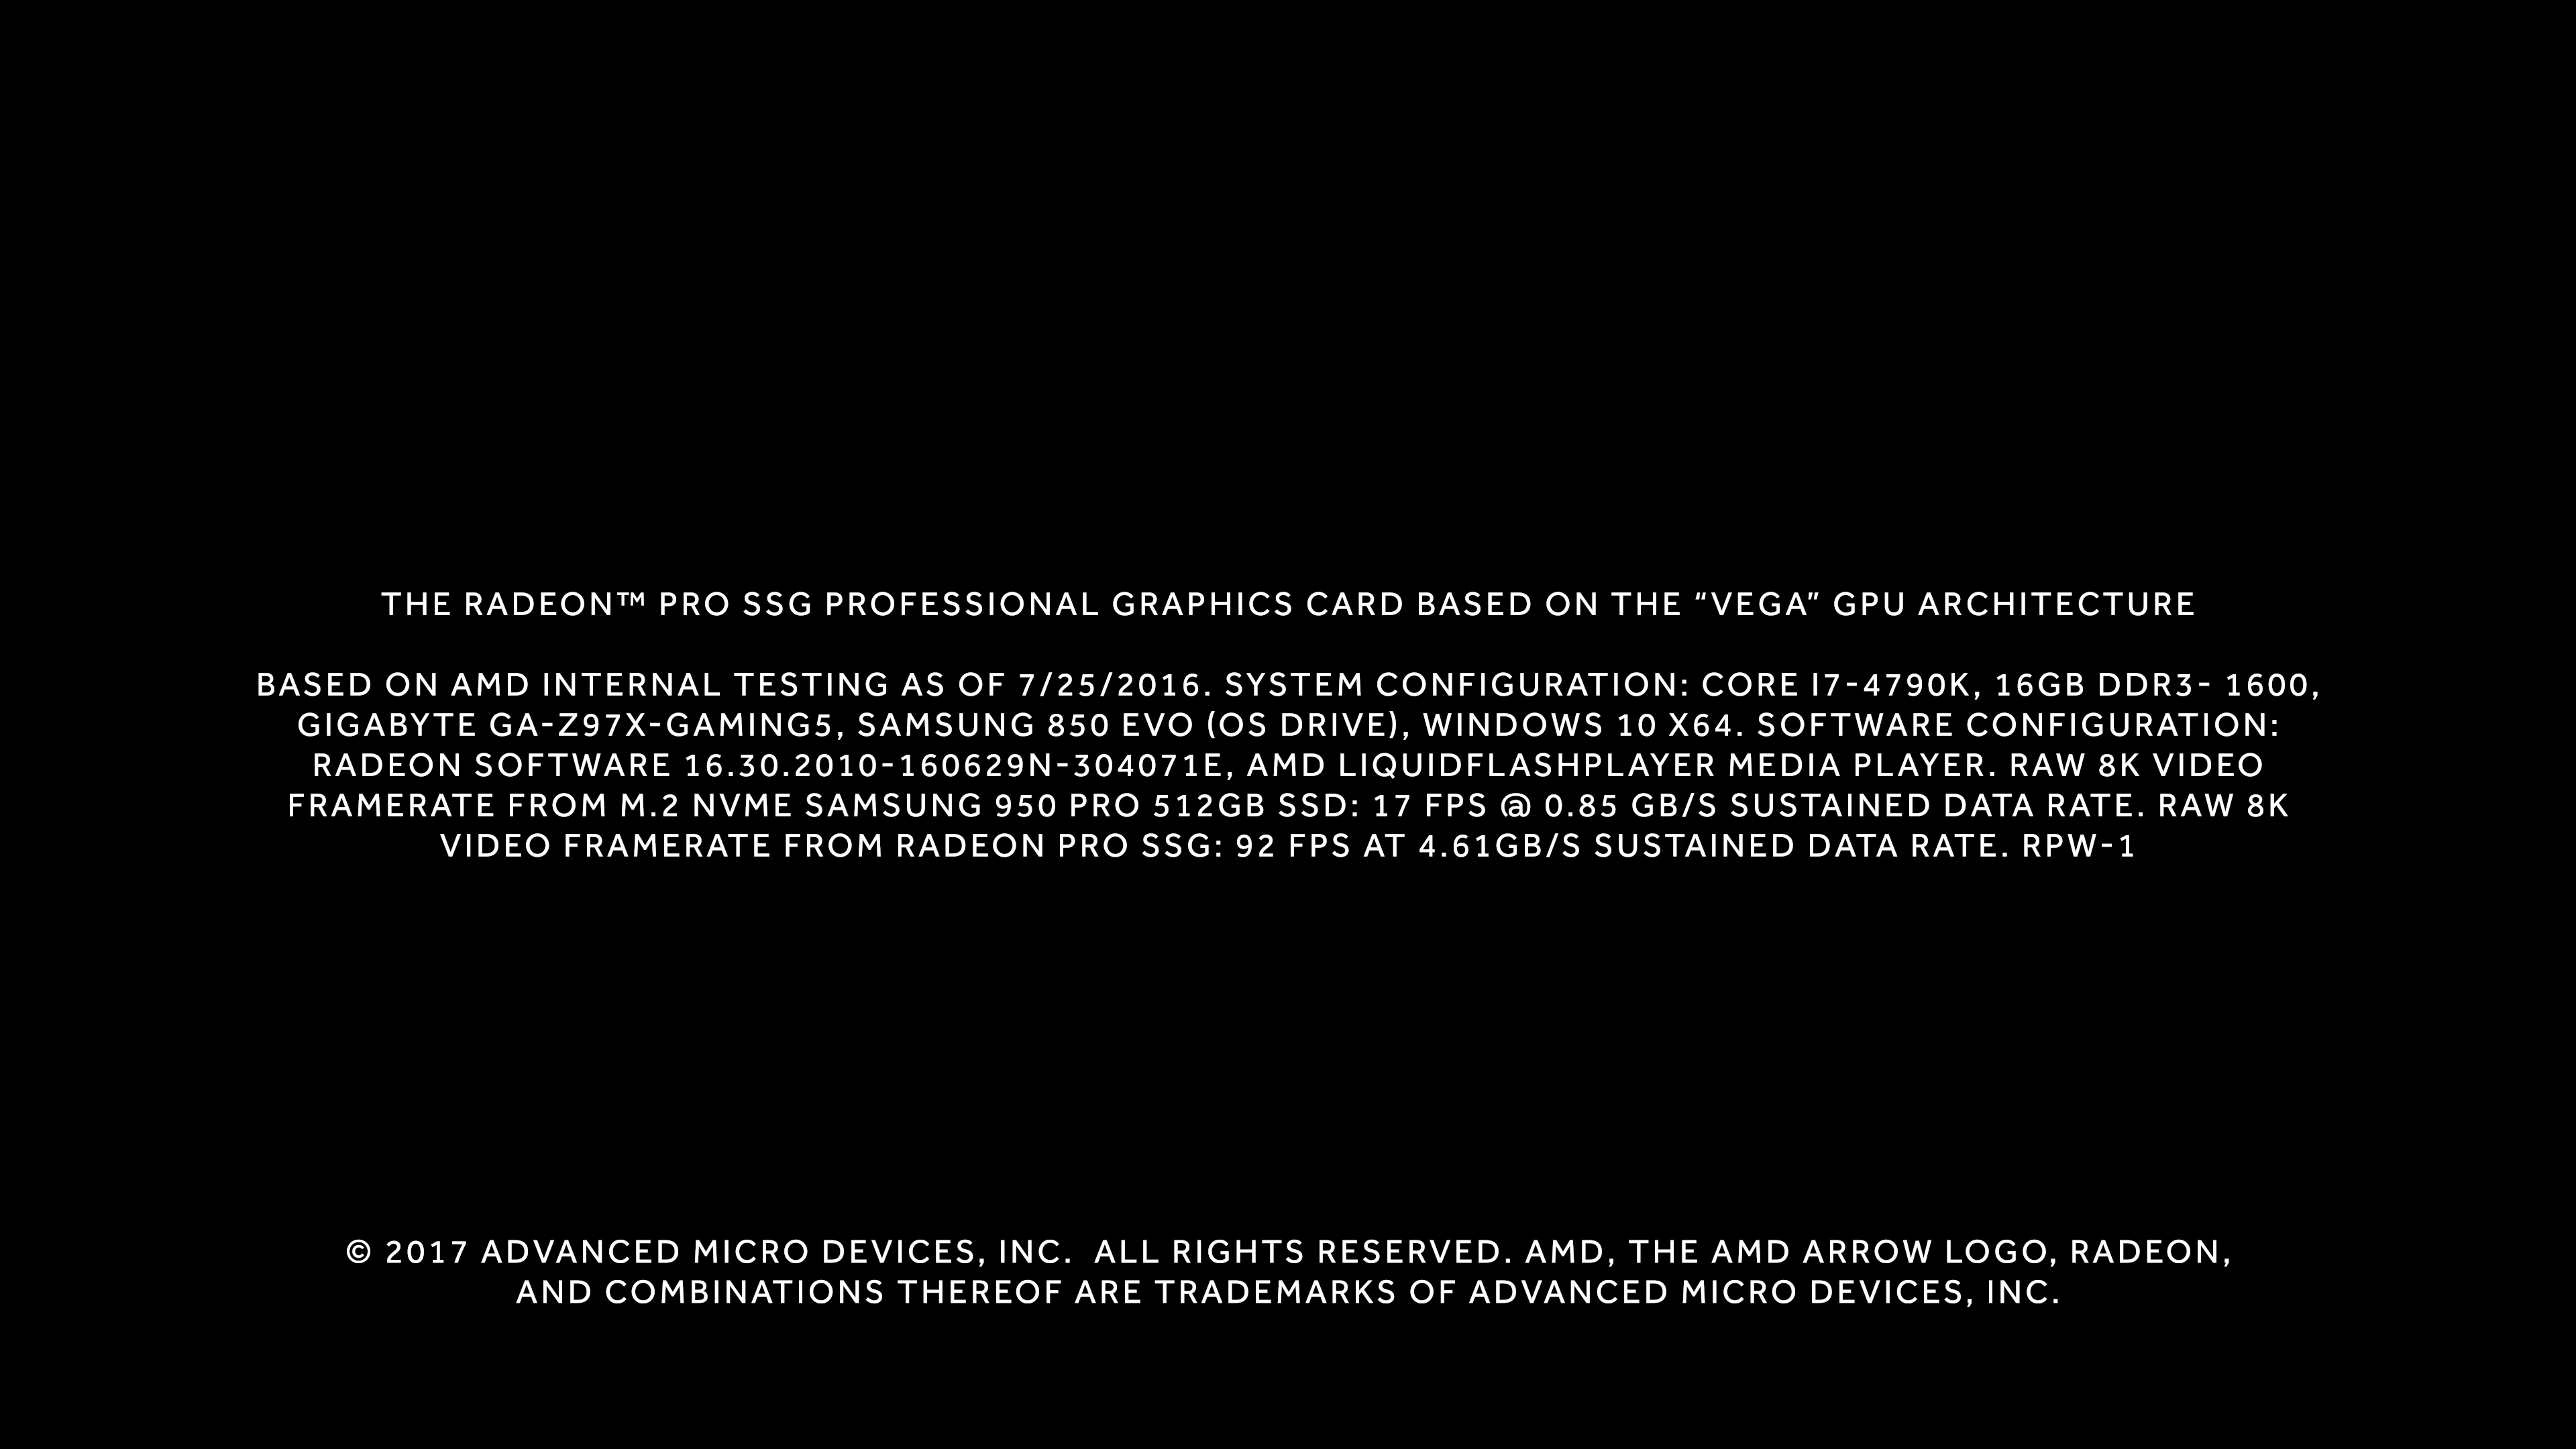 THE RADEON™ PRO SSG PROFESSIONAL GRAPHICS CARD BASED ON THE “VEGA” GPU ARCHITECTURE
BASED ON AMD INTERNAL TESTING AS OF 7/25/2016. SYSTEM CONFIGURATION: CORE I7-4790K, 16GB DDR3- 1600,
GIGABYTE GA-Z97X-GAMING5, SAMSUNG 850 EVO (OS DRIVE), WINDOWS 10 X64. SOFTWARE CONFIGURATION:
RADEON SOFTWARE 16.30.2010-160629N-304071E, AMD LIQUIDFLASHPLAYER MEDIA PLAYER. RAW 8K VIDEO
FRAMERATE FROM M.2 NVME SAMSUNG 950 PRO 512GB SSD: 17 FPS @ 0.85 GB/S SUSTAINED DATA RATE. RAW 8K
VIDEO FRAMERATE FROM RADEON PRO SSG: 92 FPS AT 4.61GB/S SUSTAINED DATA RATE. RPW-1
© 2017 ADVANCED MICRO DEVICES, INC.  ALL RIGHTS RESERVED. AMD, THE AMD ARROW LOGO, RADEON,
AND COMBINATIONS THEREOF ARE TRADEMARKS OF ADVANCED MICRO DEVICES, INC.